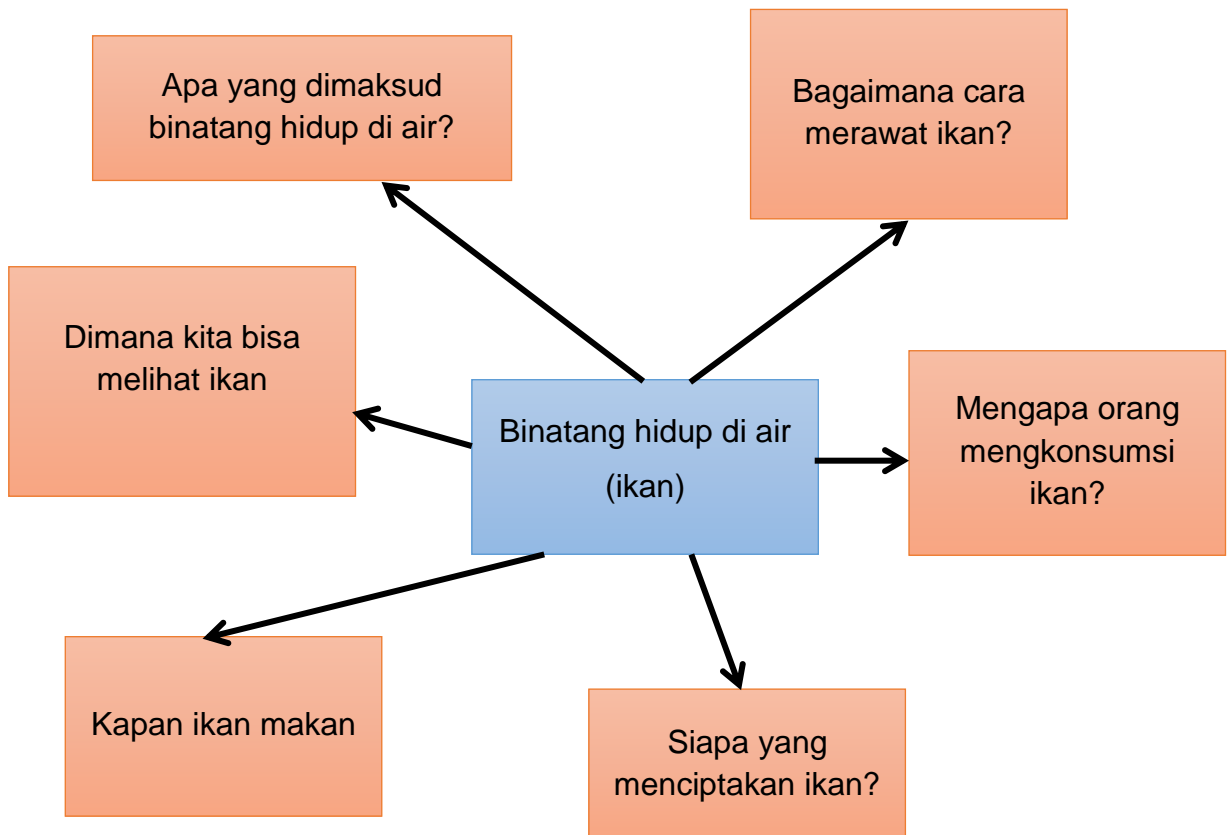 Apa yang dimaksud
binatang hidup di air?
Bagaimana cara
merawat ikan?
Dimana kita bisa
melihat ikan
Binatang hidup di air
(ikan)
Mengapa orang
mengkonsumsi
ikan?
Kapan ikan makan
Siapa yang
menciptakan ikan?